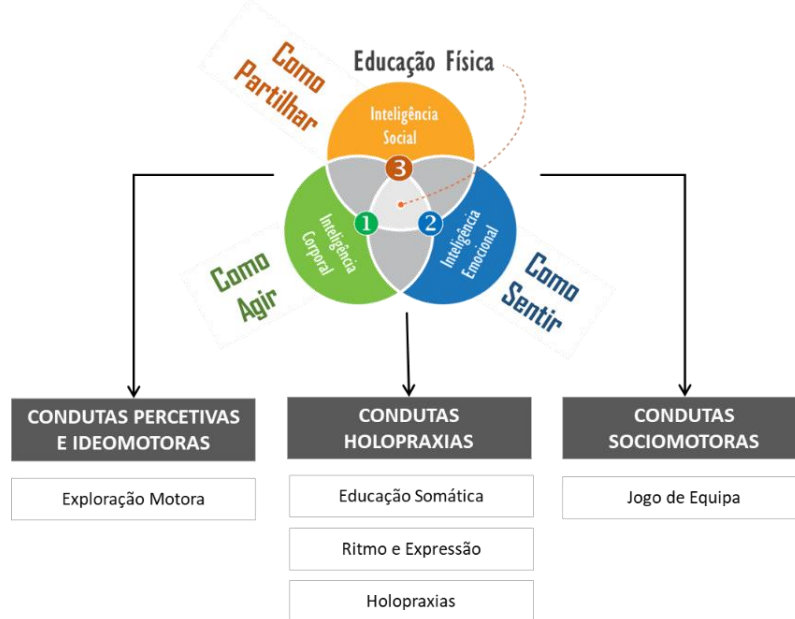 Como
Partilhar
Educação Física
Inteligência
Social
3
1
2
Inteligência
Corporal
Inteligência
Emocional
Como
Agir
Como
Sentir
CONDUTAS PERCETIVAS
E IDEOMOTORAS
Exploração Motora
CONDUTAS
HOLOPRAXIAS
Educação Somática
Ritmo e Expressão
Holopraxias
CONDUTAS
SOCIOMOTORAS
Jogo de Equipa